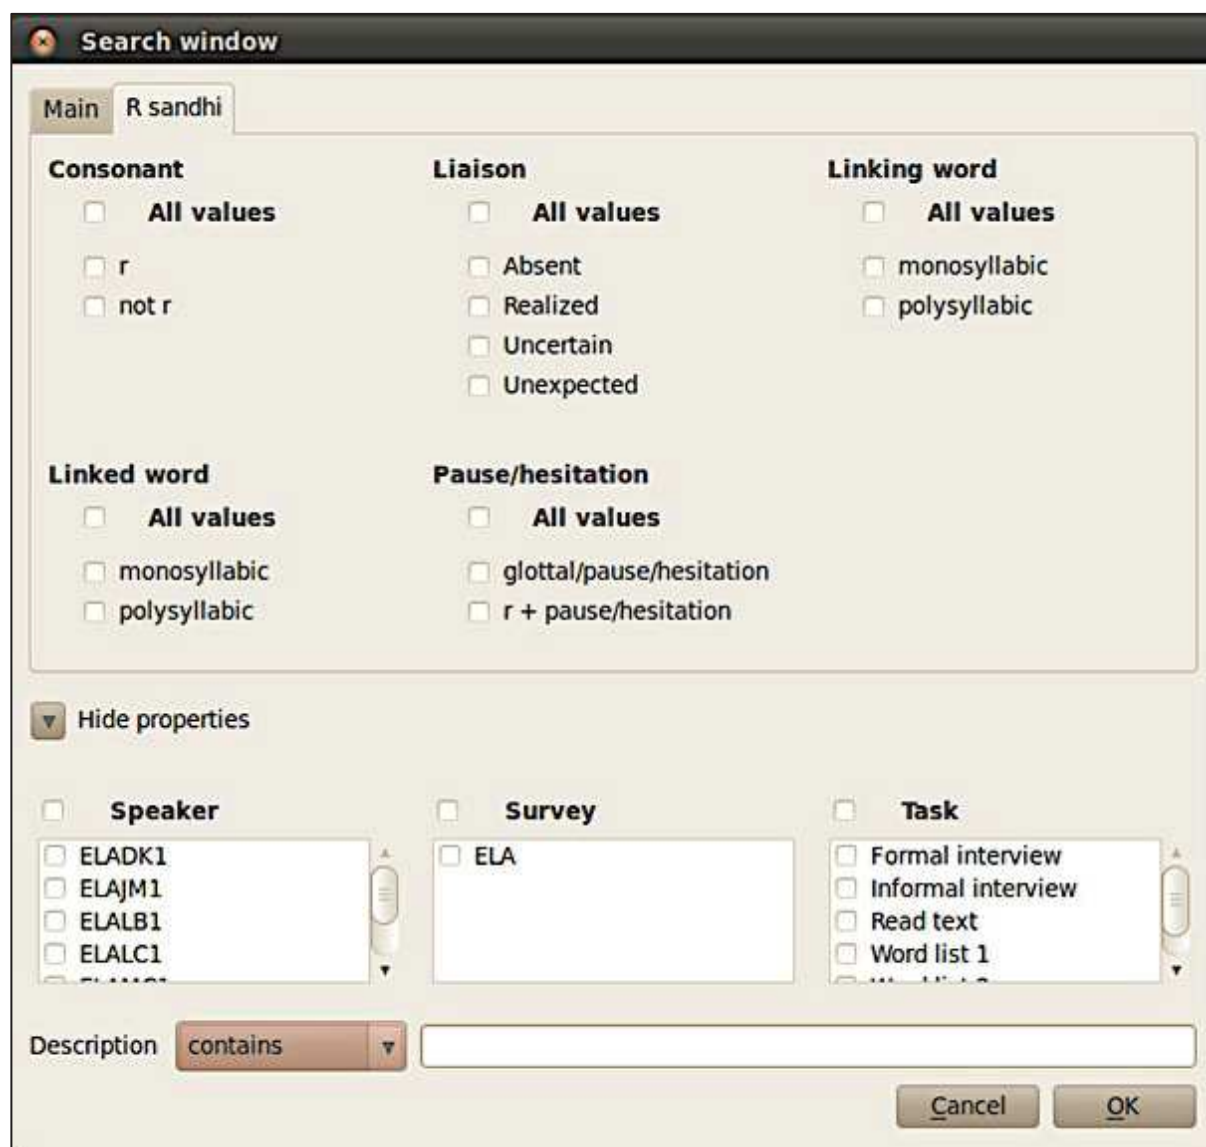 Search window
Main R sandhi
Consonant Liaison Linking word
All values All values All values
r Absent monosyllabic
not r Realized polysyllabic
Uncertain
Unexpected
Linked word Pause/hesitation
All values All values
monosyllabic glottal/pause/hesitation
polysyllabic r + pause/hesitation
Hide properties
Speaker Survey Task
ELADK1 ELA Formal interview
ELAJM1 Informal interview
ELALB1 Read text
ELALC1 Word list 1
Description contains
Cancel OK